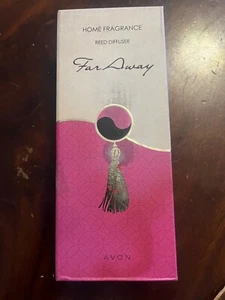 HOME FRAGRANCE
REED DIFFUSER
Far Away
AVON